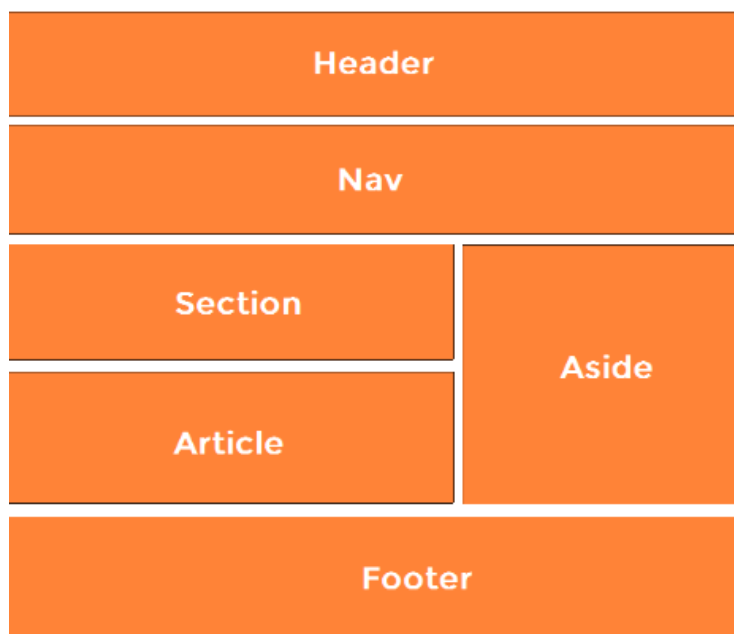 Header
Nav
Section
Aside
Article
Footer